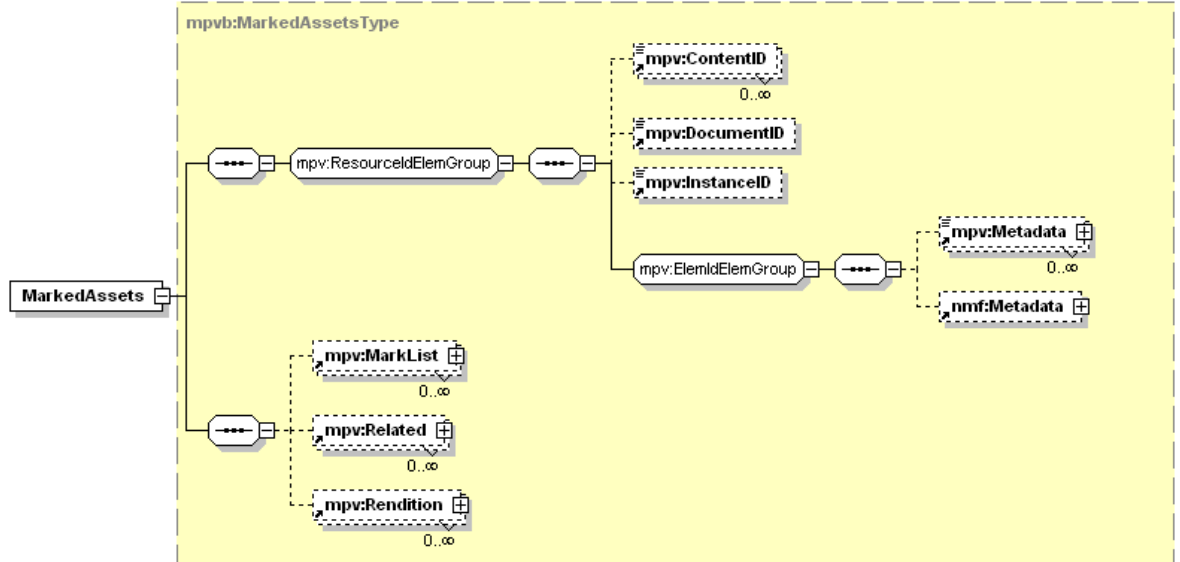 mpvb:MarkedAssetsType
mpv:ContentID
0..∞
mpv:DocumentID
mpv:ResourceIdElemGroup
mpv:InstanceID
mpv:Metadata
0..∞
mpv:ElemIdElemGroup
nmf:Metadata
MarkedAssets
mpv:MarkList
0..∞
mpv:Related
0..∞
mpv:Rendition
0..∞